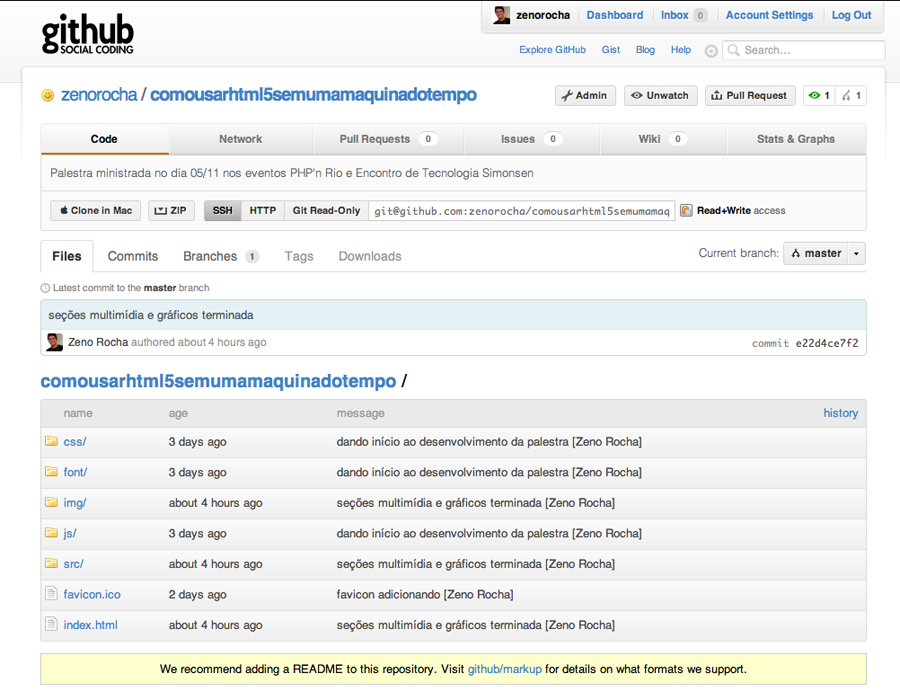 github
SOCIAL CODING
zenorocha Dashboard Inbox 0 Account Settings Log Out
Explore GitHub Gist Blog Help Search...
zenorocha / comousarhtml5semumamaquinadotempo
Admin Unwatch Pull Request 1 1
Code Network Pull Requests 0 Issues 0 Wiki 0 Stats & Graphs
Palestra ministrada no dia 05/11 nos eventos PHP'n Rio e Encontro de Tecnologia Simonsen
Clone in Mac ZIP SSH HTTP Git Read-Only git@github.com:zenorocha/comousarhtml5semumamaq Read+Write access
Files Commits Branches 1 Tags Downloads Current branch: master
Latest commit to the master branch
seções multimídia e gráficos terminada
Zeno Rocha authored about 4 hours ago commit e22d4ce7f2
comousarhtml5semumamaquinadotempo /
name age message history
css/ 3 days ago dando início ao desenvolvimento da palestra [Zeno Rocha]
font/ 3 days ago dando início ao desenvolvimento da palestra [Zeno Rocha]
img/ about 4 hours ago seções multimídia e gráficos terminada [Zeno Rocha]
js/ 3 days ago dando início ao desenvolvimento da palestra [Zeno Rocha]
src/ about 4 hours ago seções multimídia e gráficos terminada [Zeno Rocha]
favicon.ico 2 days ago favicon adicionando [Zeno Rocha]
index.html about 4 hours ago seções multimídia e gráficos terminada [Zeno Rocha]
We recommend adding a README to this repository. Visit github/markup for details on what formats we support.